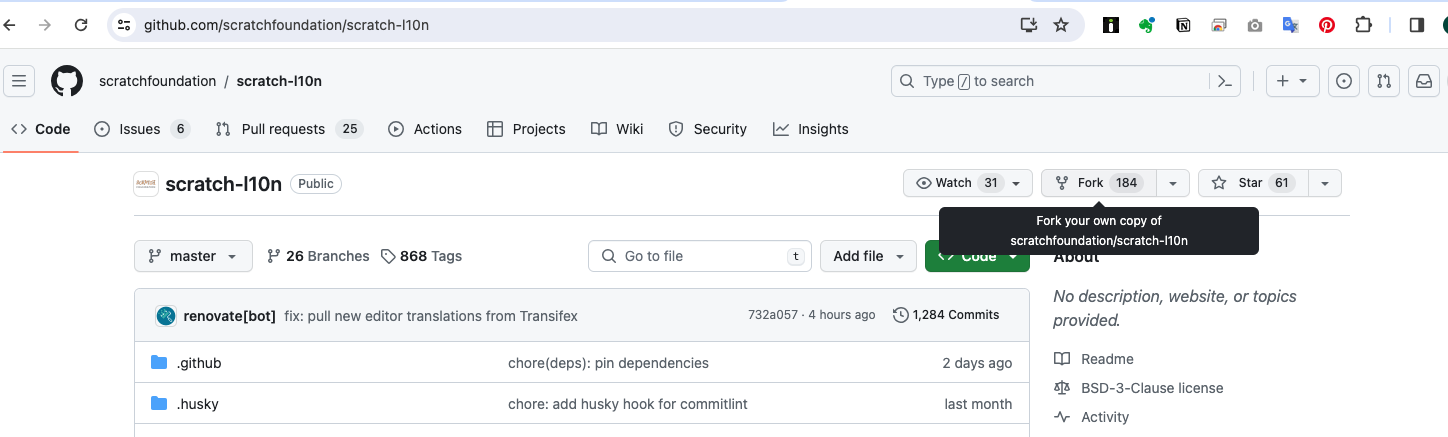 github.com/scratchfoundation/scratch-l10n
scratchfoundation / scratch-l10n
Type / to search
Code Issues 6 Pull requests 25 Actions Projects Wiki Security Insights
scratch-l10n Public
Watch 31 Fork 184 Star 61
Fork your own copy of
scratchfoundation/scratch-l10n
master 26 Branches 868 Tags Go to file t Add file Code
About
renovate[bot] fix: pull new editor translations from Transifex 732a057 · 4 hours ago 1,284 Commits
.github chore(deps): pin dependencies 2 days ago
.husky chore: add husky hook for commitlint last month
No description, website, or topics
provided.
Readme
BSD-3-Clause license
Activity